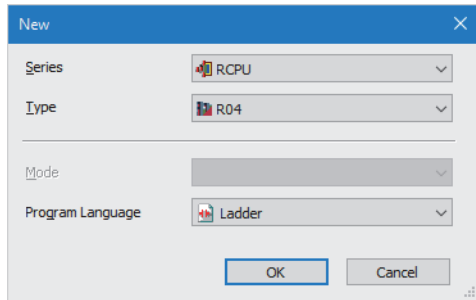 New
Series RCPU
Type R04
Mode
Program Language Ladder
OK Cancel